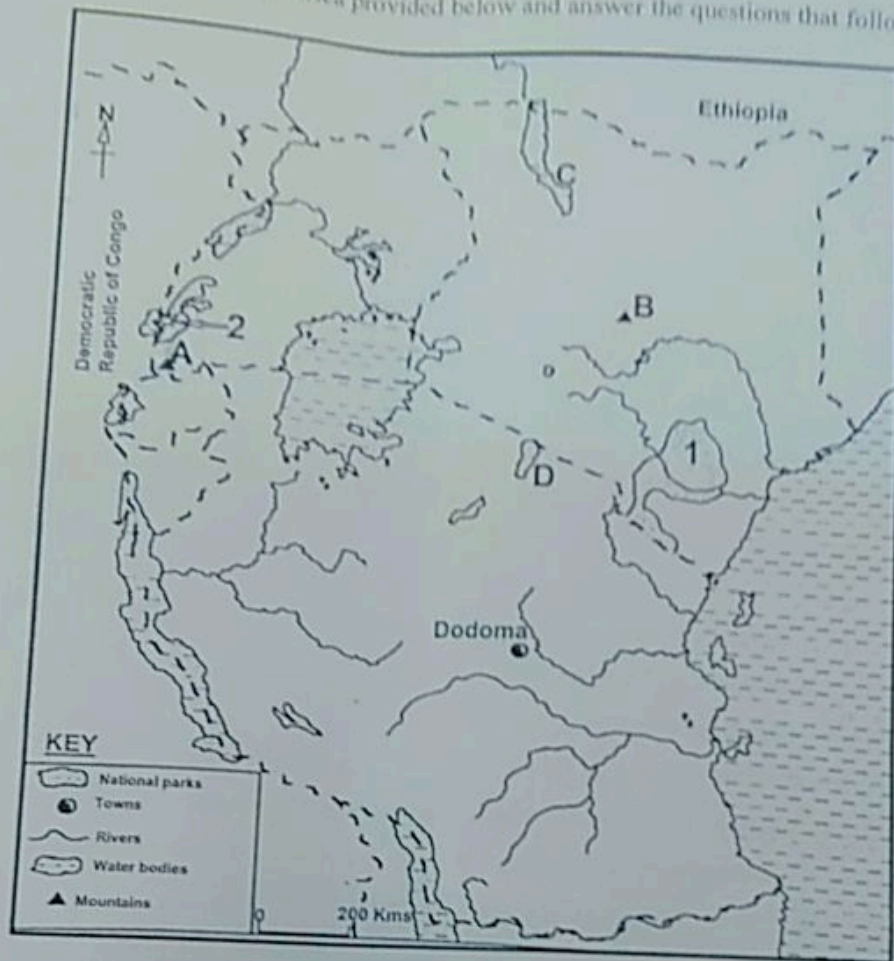 provided below and answer the questions that follo
Ethiopia
N
C
Democratic
Republic of Congo
B
2
A
1
D
Dodoma
KEY
National parks
Towns
Rivers
Water bodies
Mountains
0 200 Kms